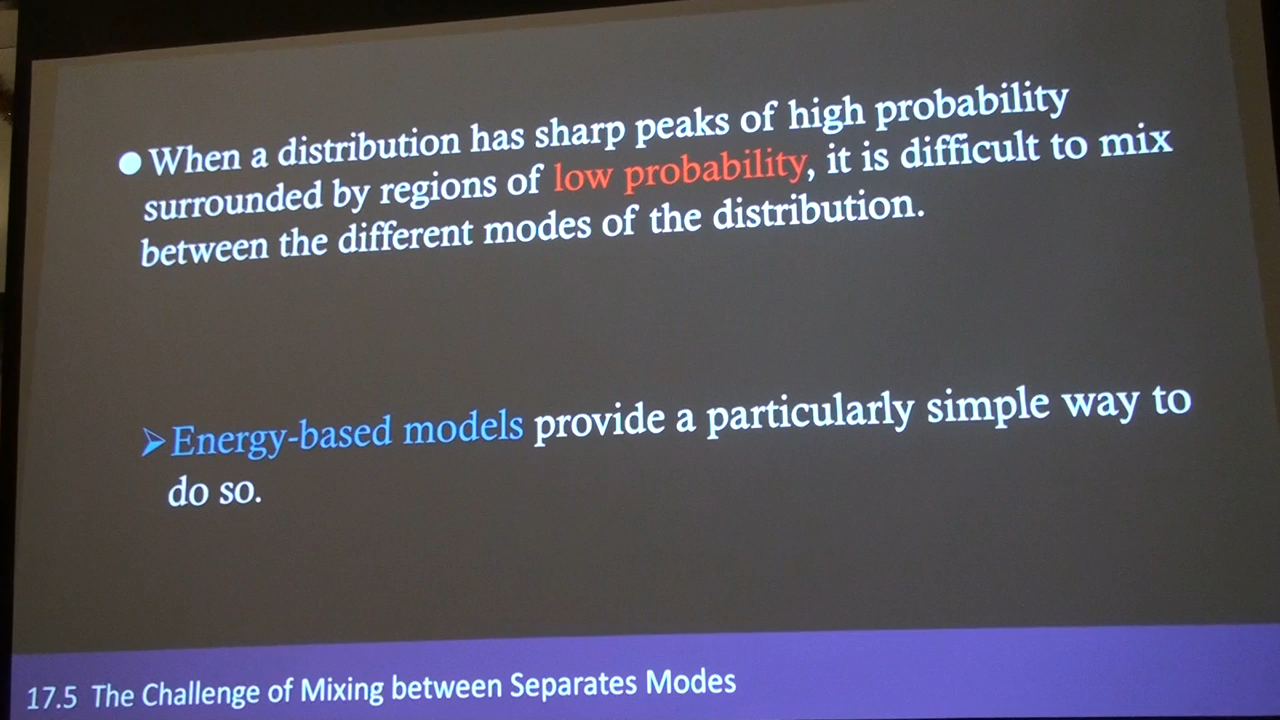 ●When a distribution has sharp peaks of high probability
surrounded by regions of low probability, it is difficult to mix
between the different modes of the distribution.
➢Energy-based models provide a particularly simple way to
do so.
17.5 The Challenge of Mixing between Separates Modes